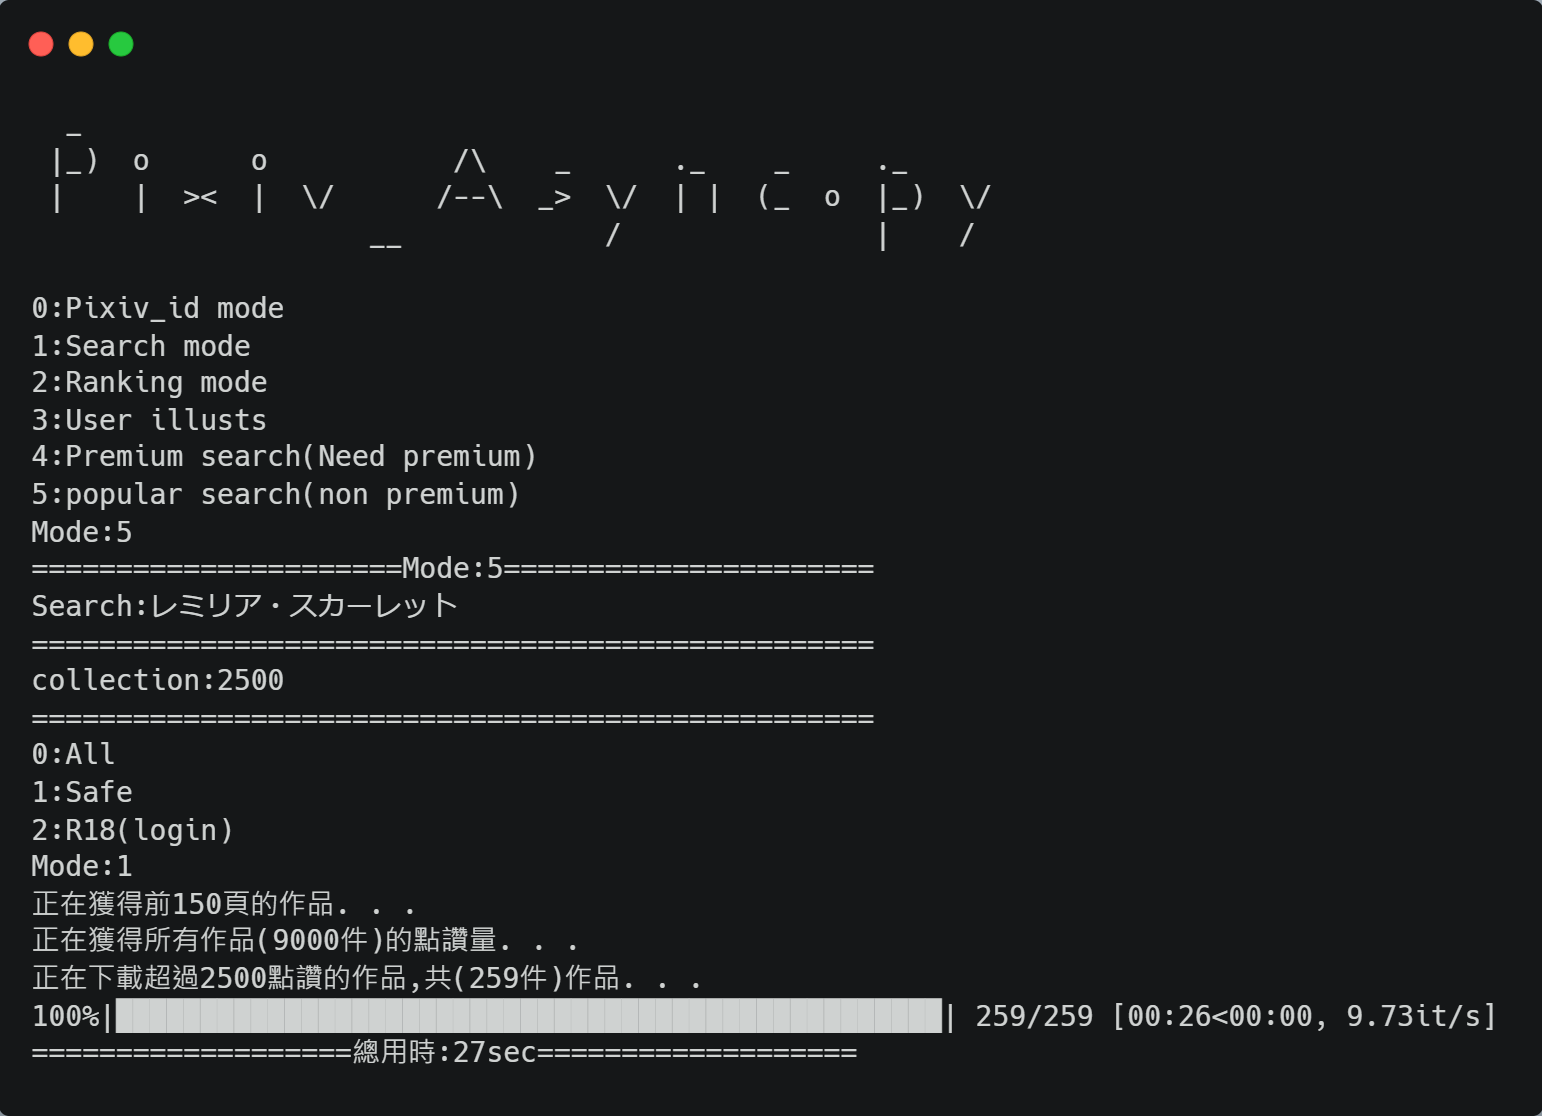 _
 |_)  o      o           /\    _      ._    _     ._
 |    |  ><  |  \/      /--\  _>  \/  | |  (_  o  |_)  \/
                    __            /               |    /
0:Pixiv_id mode
1:Search mode
2:Ranking mode
3:User illusts
4:Premium search(Need premium)
5:popular search(non premium)
Mode:5
======================Mode:5======================
Search:レミリア・スカーレット
==================================================
collection:2500
==================================================
0:All
1:Safe
2:R18(login)
Mode:1
正在獲得前150頁的作品. . .
正在獲得所有作品(9000件)的點讚量. . .
正在下載超過2500點讚的作品,共(259件)作品. . .
100%|█████████████████████████████████████████████████| 259/259 [00:26<00:00, 9.73it/s]
===================總用時:27sec===================